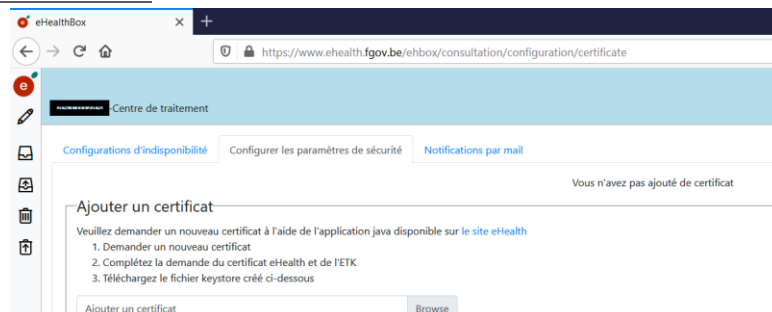 eHealthBox
https://www.ehealth.fgov.be/ehbox/consultation/configuration/certificate
e
-Centre de traitement
Configurations d'indisponibilité Configurer les paramètres de sécurité Notifications par mail
Vous n'avez pas ajouté de certificat
Ajouter un certificat
Veuillez demander un nouveau certificat à l'aide de l'application java disponible sur le site eHealth
1. Demander un nouveau certificat
2. Complétez la demande du certificat eHealth et de l'ETK
3. Téléchargez le fichier keystore créé ci-dessous
Ajouter un certificat Browse